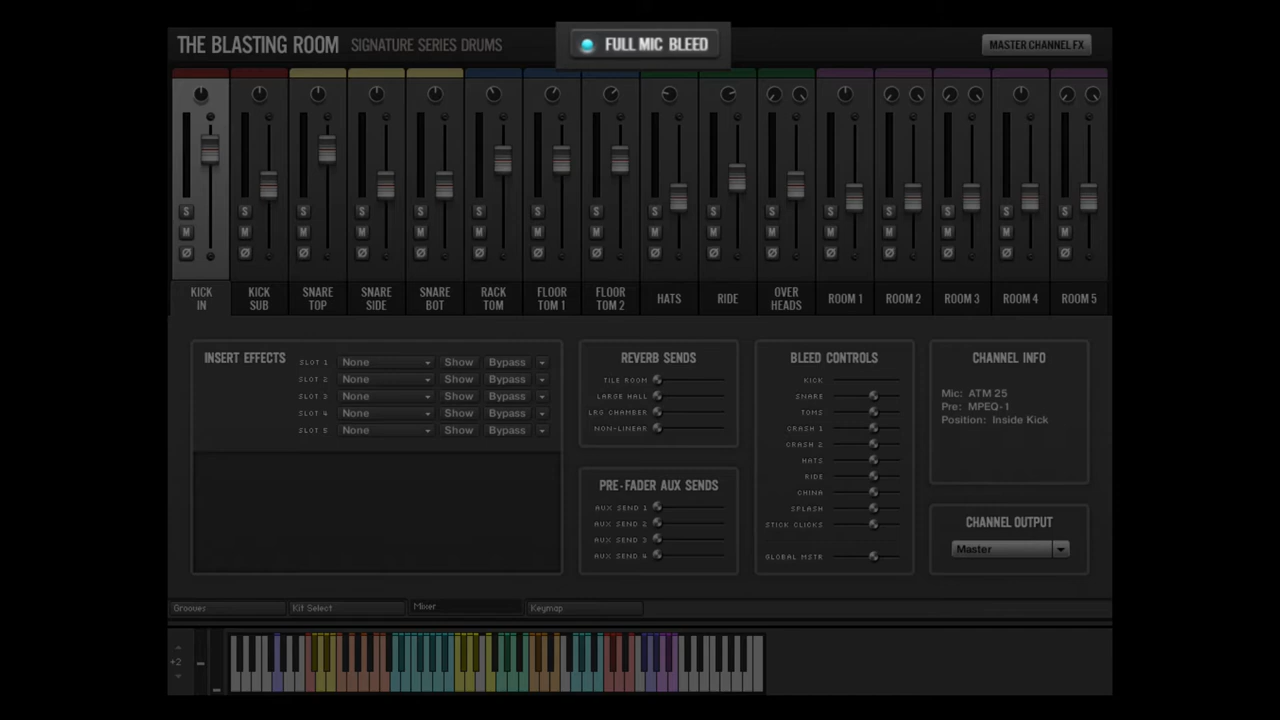 THE BLASTING ROOM SIGNATURE SERIES DRUMS
FULL MIC BLEED
MASTER CHANNEL FX
S S S S S S S S S S S S S S S S
M M M M M M M M M M M M M M M M
Ø Ø Ø Ø Ø Ø Ø Ø Ø Ø Ø Ø Ø Ø Ø Ø
KICK IN
KICK SUB
SNARE TOP
SNARE SIDE
SNARE BOT
RACK TOM
FLOOR TOM 1
FLOOR TOM 2
HATS
RIDE
OVER HEADS
ROOM 1
ROOM 2
ROOM 3
ROOM 4
ROOM 5
INSERT EFFECTS
SLOT 1 None Show Bypass
SLOT 2 None Show Bypass
SLOT 3 None Show Bypass
SLOT 4 None Show Bypass
SLOT 5 None Show Bypass
REVERB SENDS
TILE ROOM
LARGE HALL
LRG CHAMBER
NON-LINEAR
PRE-FADER AUX SENDS
AUX SEND 1
AUX SEND 2
AUX SEND 3
AUX SEND 4
BLEED CONTROLS
KICK
SNARE
TOMS
CRASH 1
CRASH 2
HATS
RIDE
CHINA
SPLASH
STICK CLICKS
GLOBAL MSTR
CHANNEL INFO
Mic: ATM 25
Pre: MPEQ-1
Position: Inside Kick
CHANNEL OUTPUT
Master
Grooves
Kit Select
Mixer
Keymap
+2